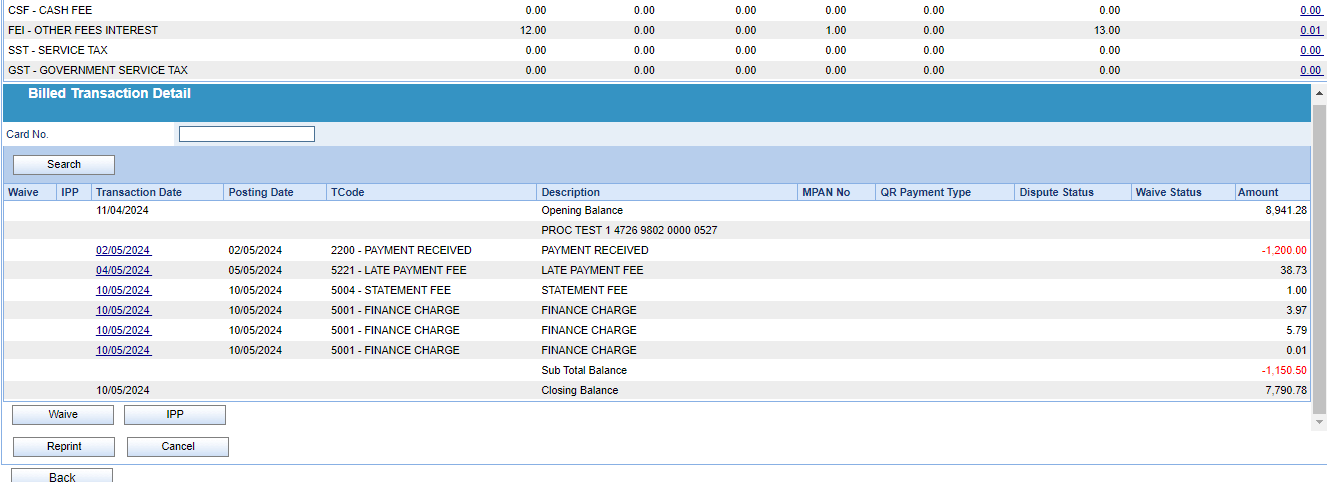 CSF - CASH FEE 0.00 0.00 0.00 0.00 0.00 0.00 0.00
FEI - OTHER FEES INTEREST 12.00 0.00 0.00 1.00 0.00 13.00 0.01
SST - SERVICE TAX 0.00 0.00 0.00 0.00 0.00 0.00 0.00
GST - GOVERNMENT SERVICE TAX 0.00 0.00 0.00 0.00 0.00 0.00 0.00
Billed Transaction Detail
Card No.
Search
Waive IPP Transaction Date Posting Date TCode Description MPAN No QR Payment Type Dispute Status Waive Status Amount
11/04/2024 Opening Balance 8,941.28
PROC TEST 1 4726 9802 0000 0527
02/05/2024 02/05/2024 2200 - PAYMENT RECEIVED PAYMENT RECEIVED -1,200.00
04/05/2024 05/05/2024 5221 - LATE PAYMENT FEE LATE PAYMENT FEE 38.73
10/05/2024 10/05/2024 5004 - STATEMENT FEE STATEMENT FEE 1.00
10/05/2024 10/05/2024 5001 - FINANCE CHARGE FINANCE CHARGE 3.97
10/05/2024 10/05/2024 5001 - FINANCE CHARGE FINANCE CHARGE 5.79
10/05/2024 10/05/2024 5001 - FINANCE CHARGE FINANCE CHARGE 0.01
Sub Total Balance -1,150.50
10/05/2024 Closing Balance 7,790.78
Waive IPP
Reprint Cancel
Back